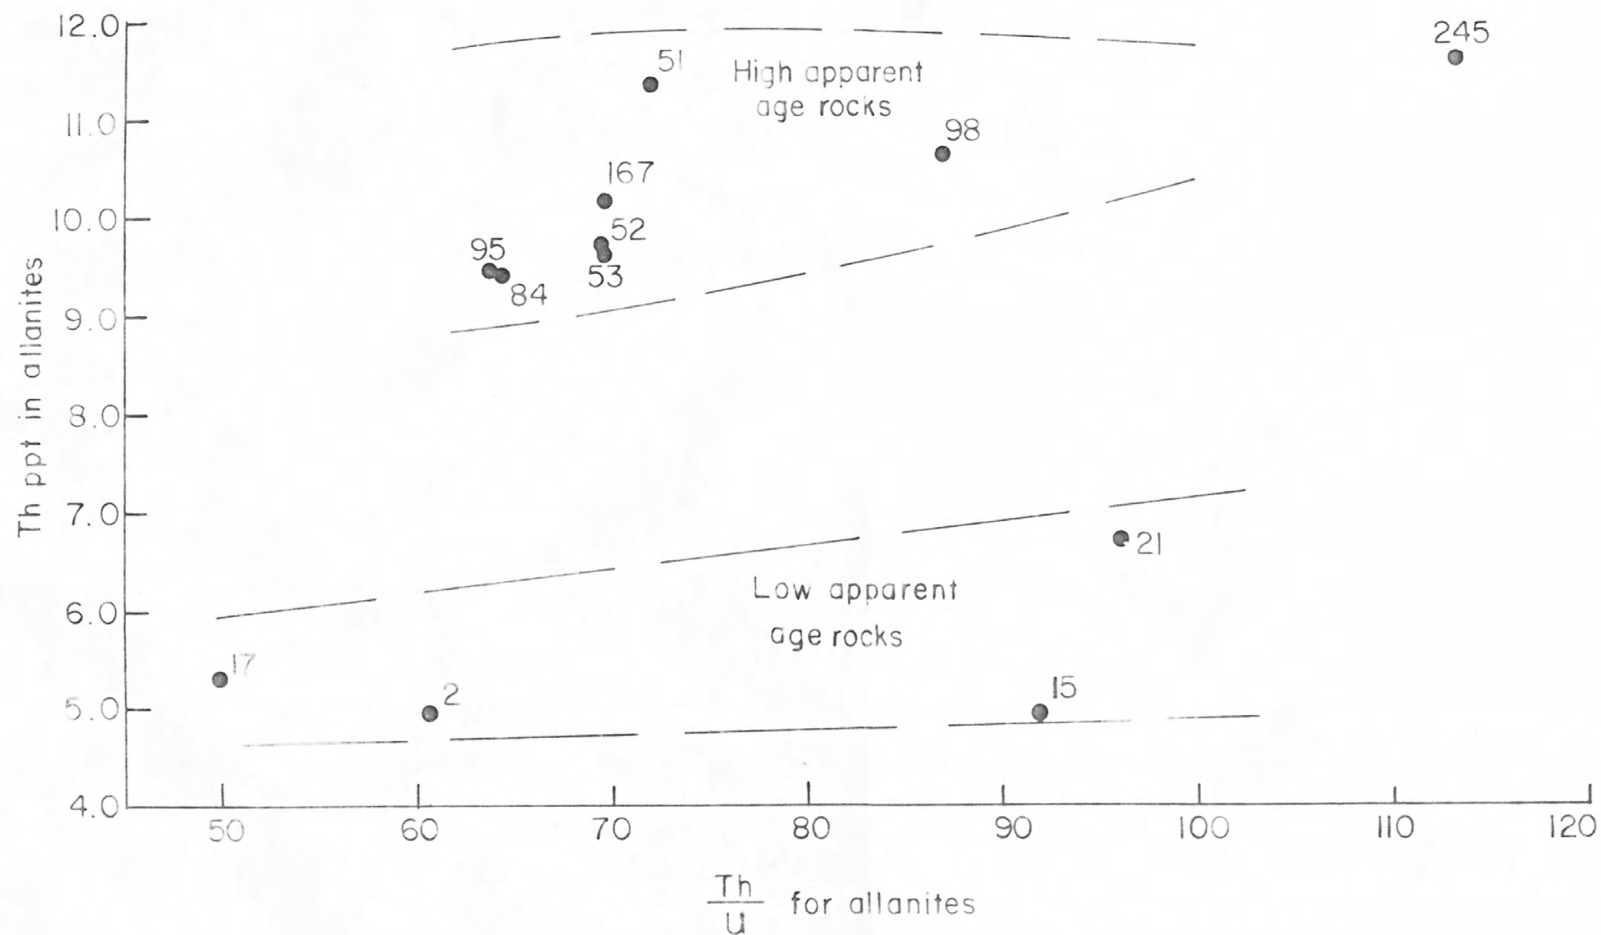 12.0
245
51
High apparent
age rocks
11.0
98
167
10.0
52
95
53
84
9.0
Th ppt in allanites
8.0
7.0
21
Low apparent
age rocks
6.0
17
2
15
5.0
4.0
50 60 70 80 90 100 110 120
Th
U
for allanites